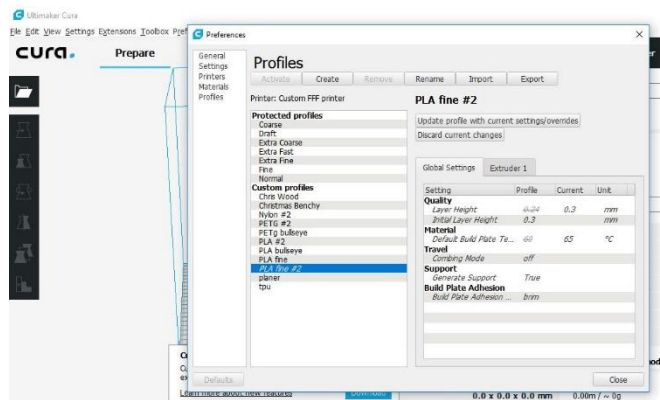 Ultimaker Cura
File Edit View Settings Extensions Toolbox Pref
cura.
Prepare
Preferences
General
Settings
Printers
Materials
Profiles
Profiles
Activate Create Remove Rename Import Export
Printer: Custom FFF printer
Protected profiles
Coarse
Draft
Extra Coarse
Extra Fast
Extra Fine
Fine
Normal
Custom profiles
Chris Wood
Christmas Benchy
Nylon #2
PETG #2
PETg bullseye
PLA #2
PLA bullseye
PLA fine
PLA fine #2
planer
tpu
PLA fine #2
Update profile with current settings/overrides
Discard current changes
Global Settings Extruder 1
Setting Profile Current Unit
Quality
Layer Height 0.24 0.3 mm
Initial Layer Height 0.3 mm
Material
Default Build Plate Te... 60 65 °C
Travel
Combing Mode off
Support
Generate Support True
Build Plate Adhesion
Build Plate Adhesion ... brim
Defaults
Close
Learn more about new features
Download
0.0 x 0.0 x 0.0 mm 0.00m / ~ 0g